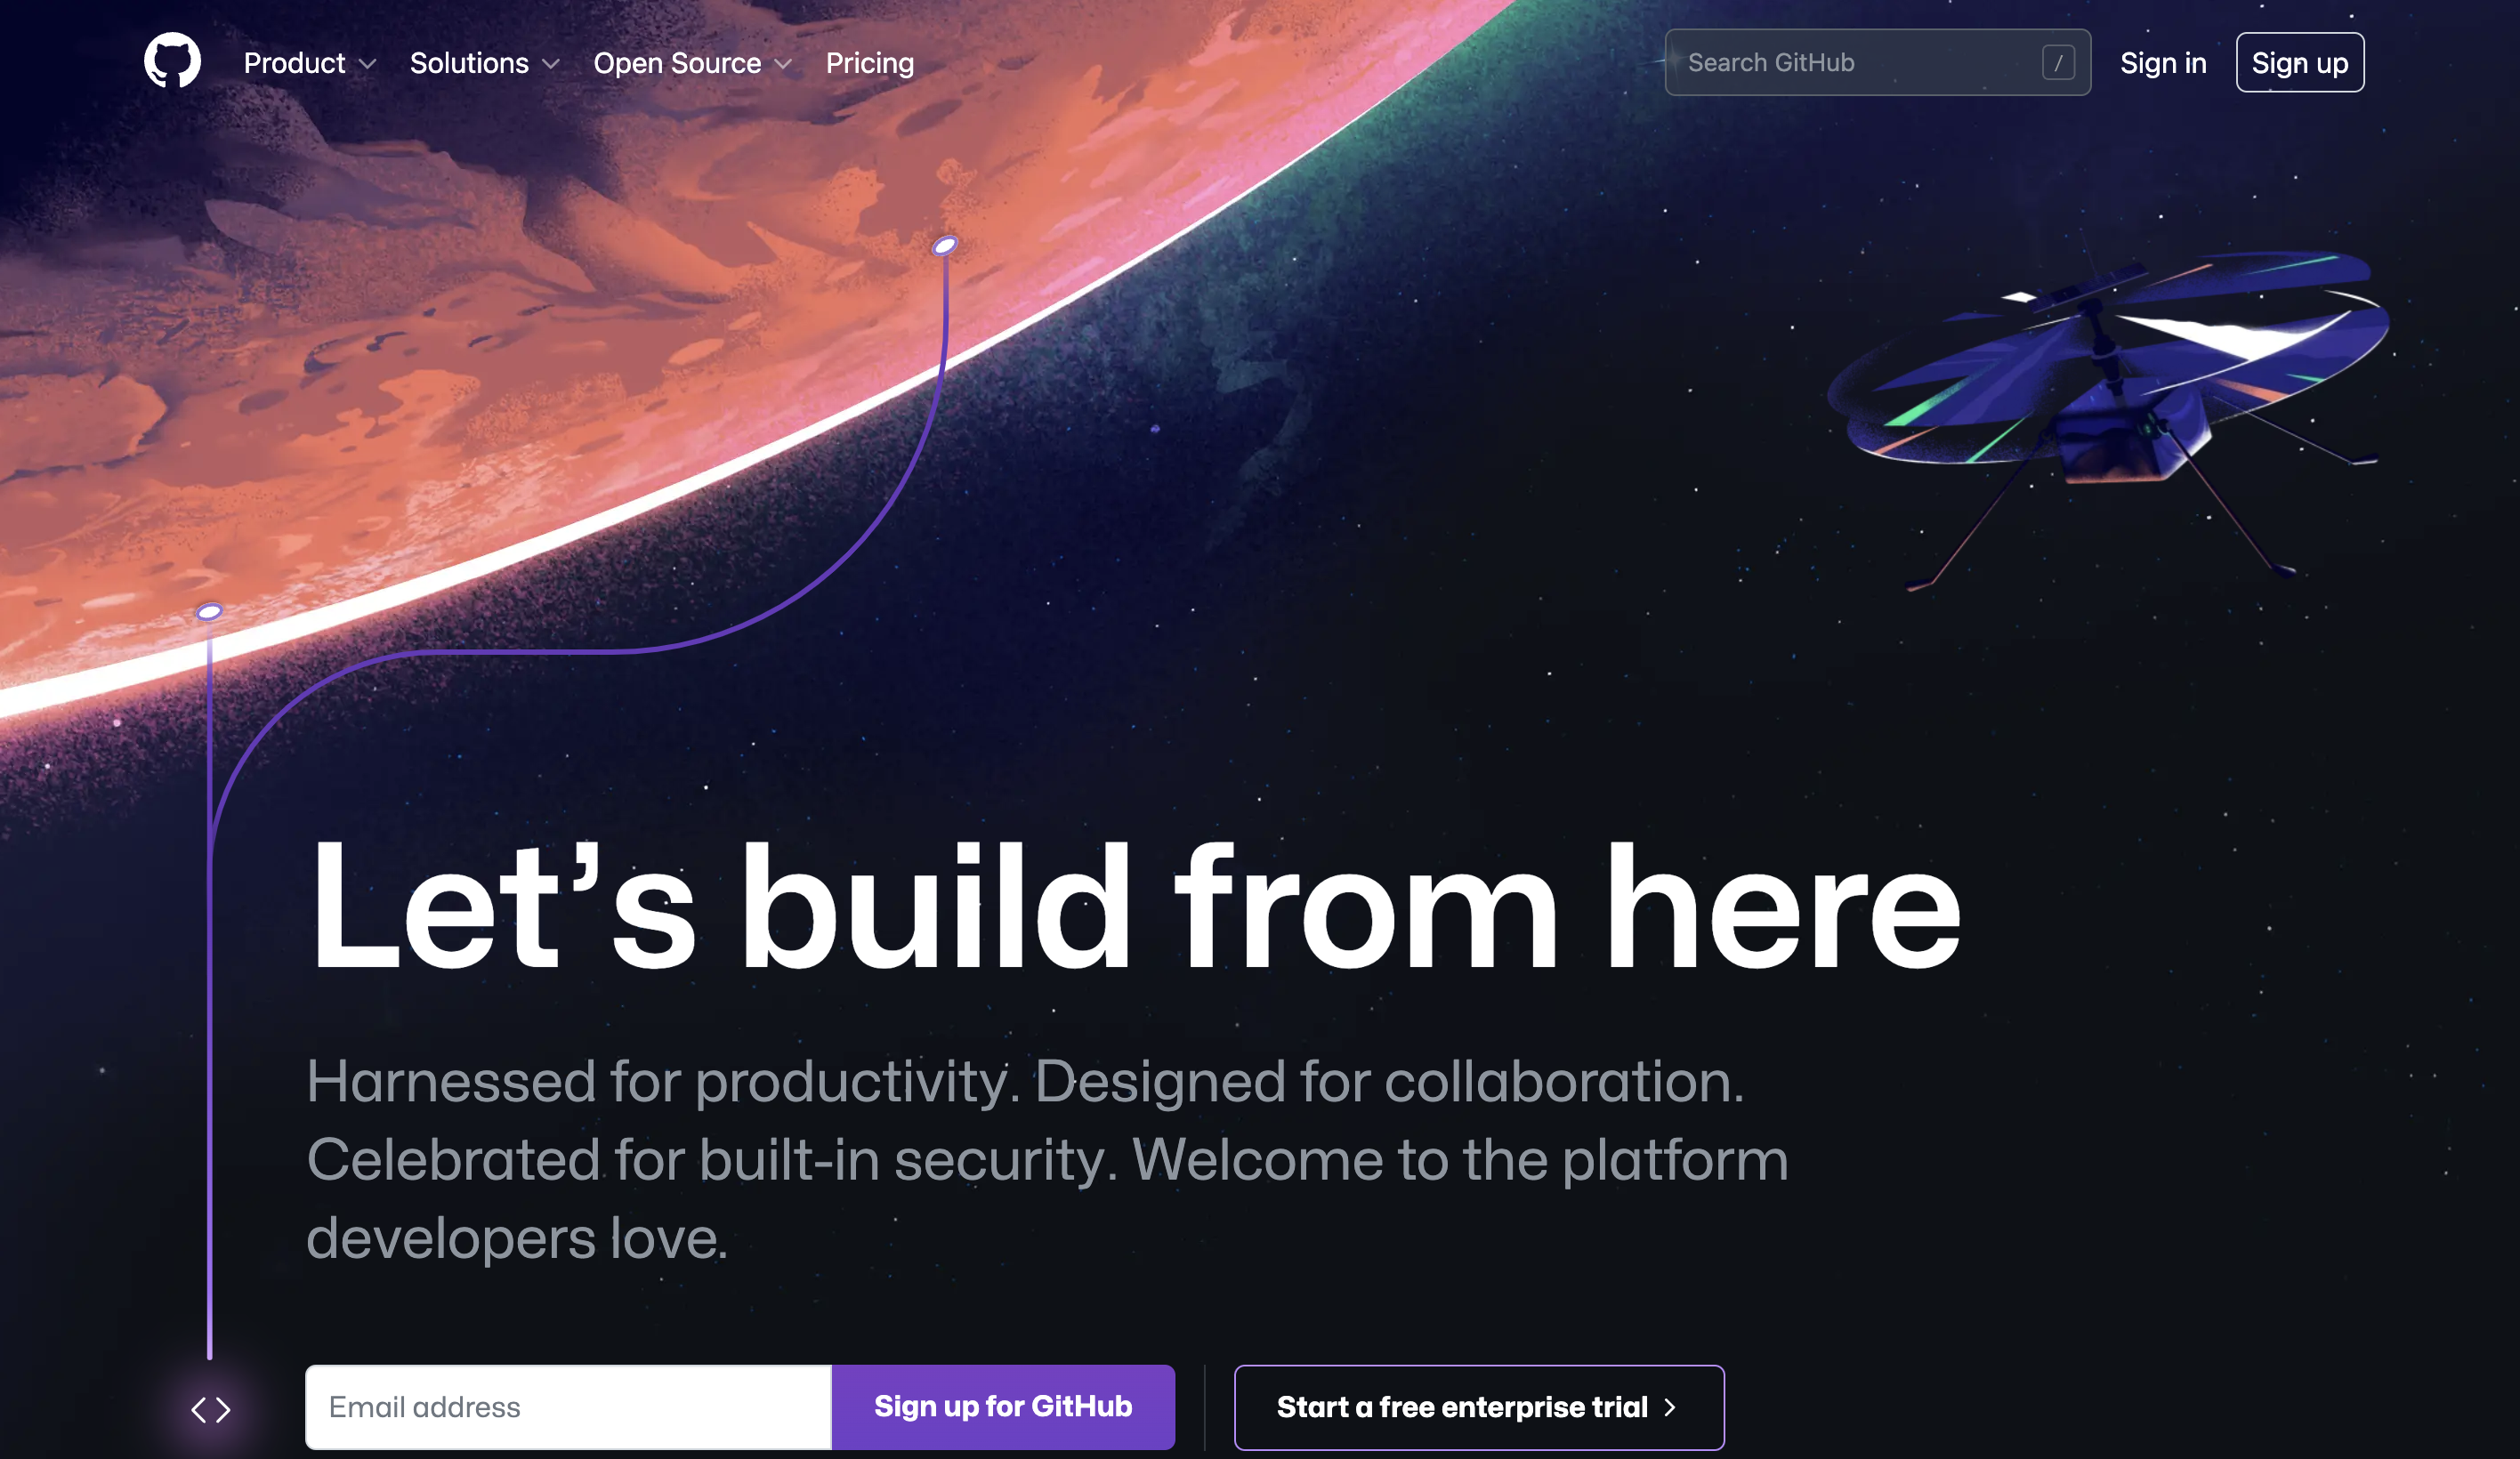 Product
Solutions
Open Source
Pricing
Search GitHub
/
Sign in
Sign up
Let’s build from here
Harnessed for productivity. Designed for collaboration.
Celebrated for built-in security. Welcome to the platform
developers love.
Email address
Sign up for GitHub
Start a free enterprise trial